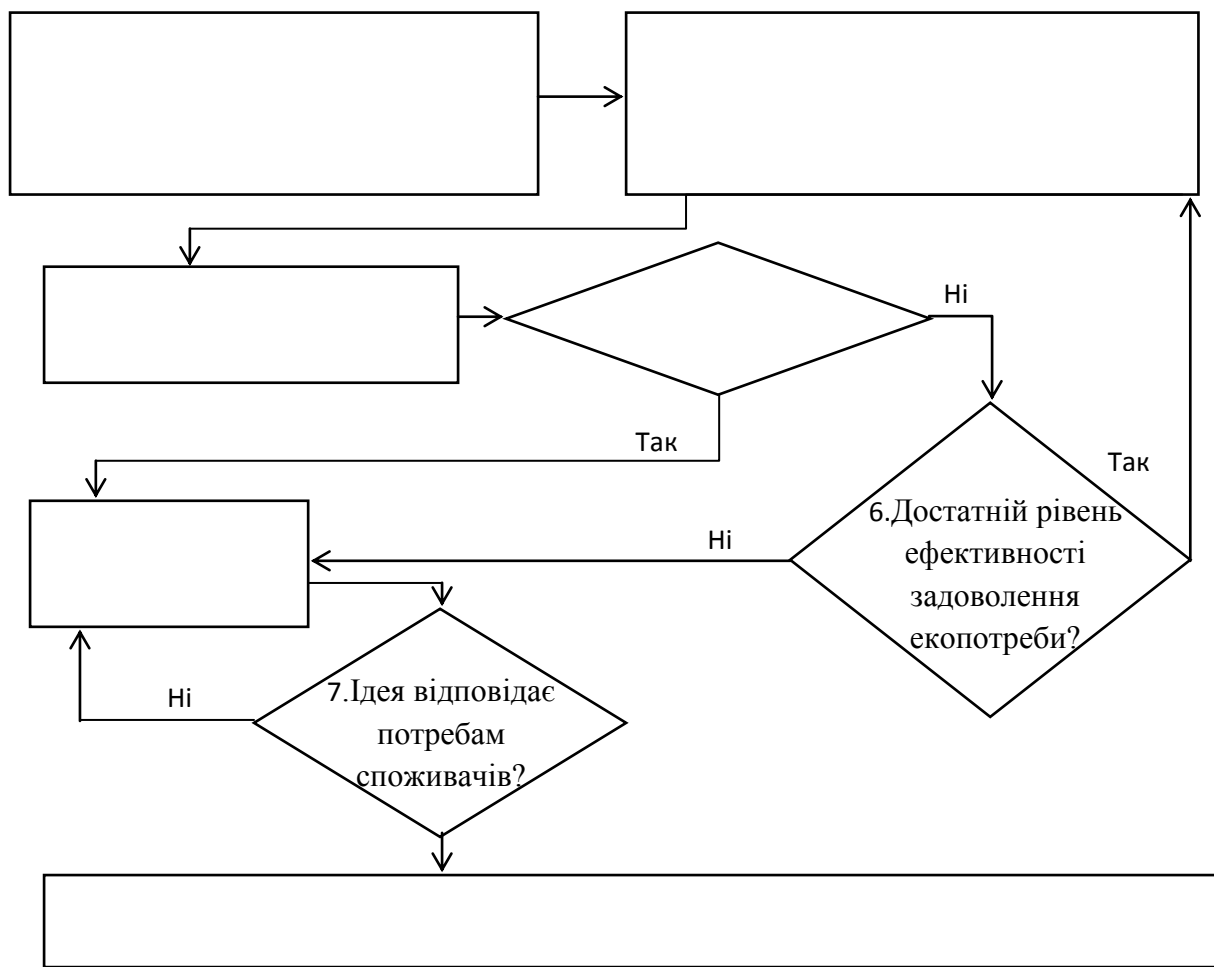 Ні
Так
Так
6.Достатній рівень
ефективності
задоволення
екопотреби?
Ні
Ні
7.Ідея відповідає
потребам
споживачів?